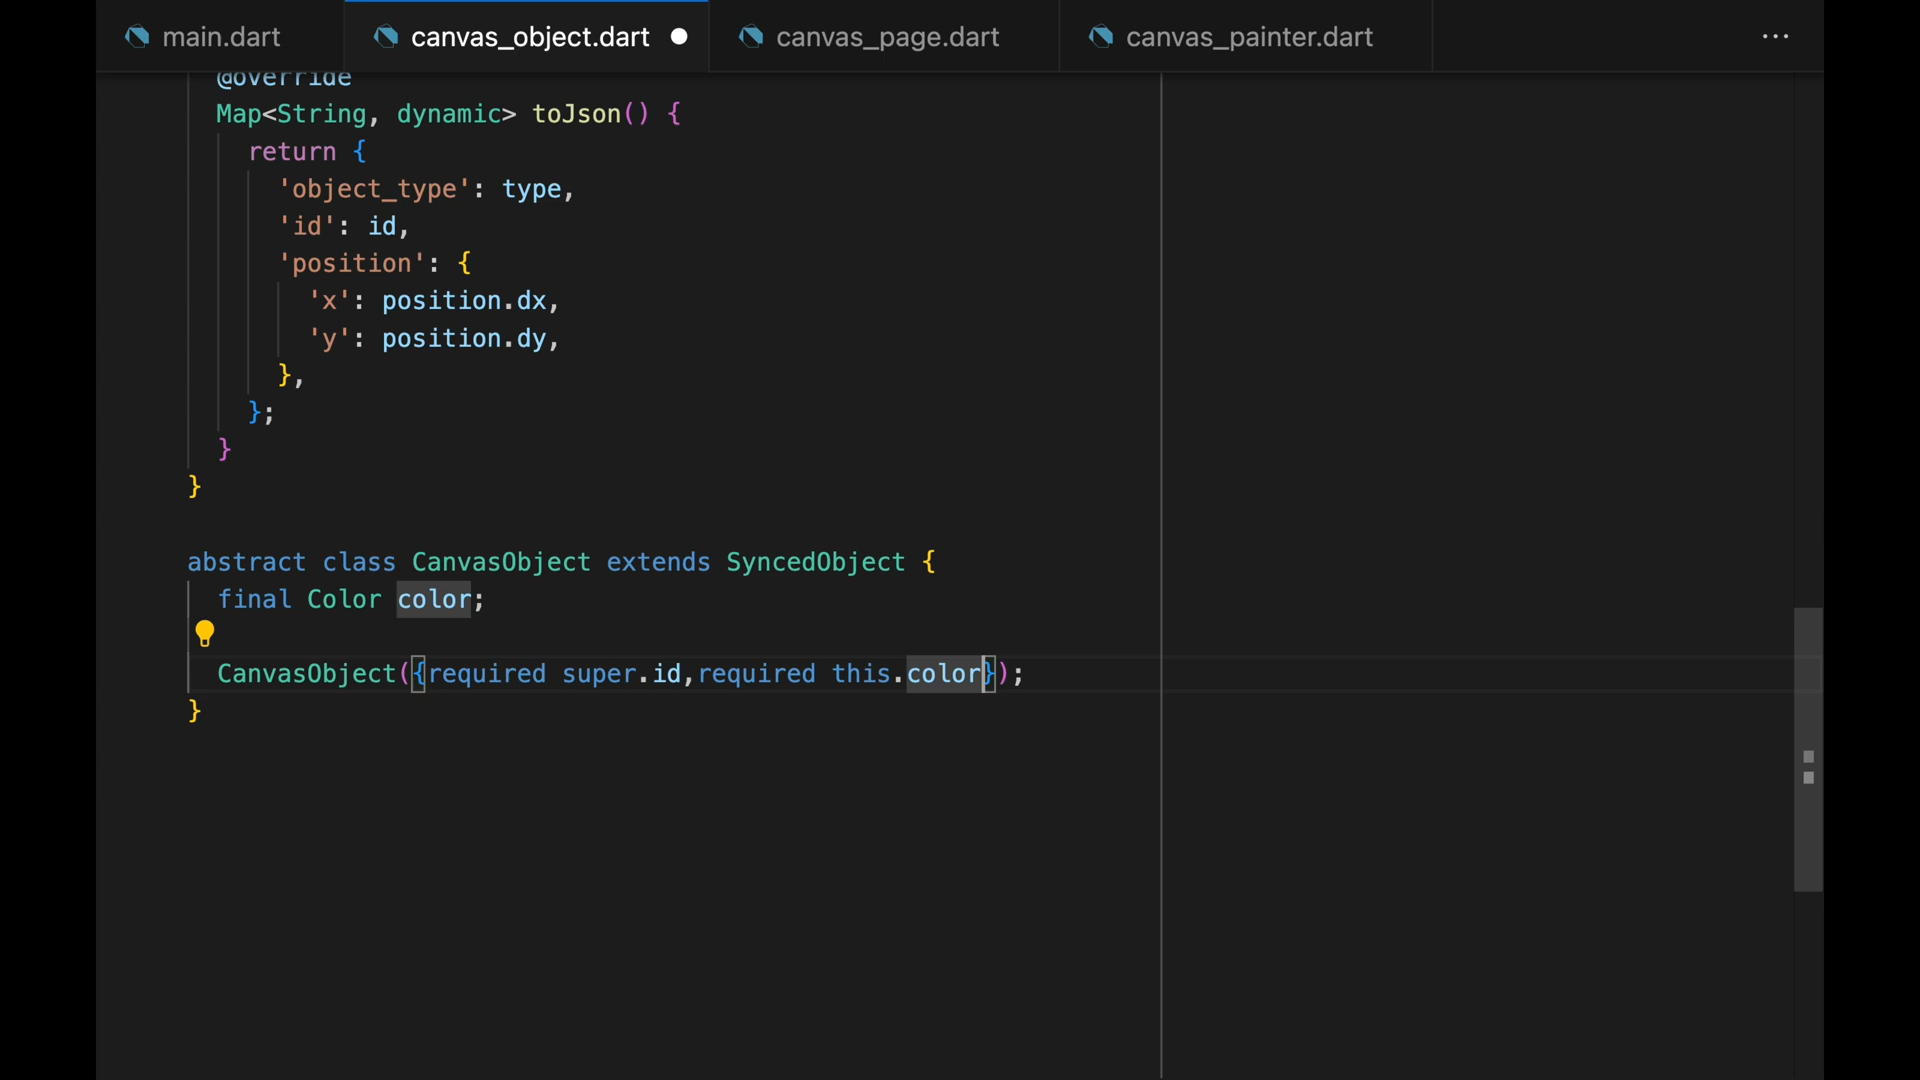 main.dart
canvas_object.dart
canvas_page.dart
canvas_painter.dart
@override
Map<String, dynamic> toJson() {
return {
'object_type': type,
'id': id,
'position': {
'x': position.dx,
'y': position.dy,
},
};
}
}
abstract class CanvasObject extends SyncedObject {
final Color color;
CanvasObject({required super.id,required this.color});
}